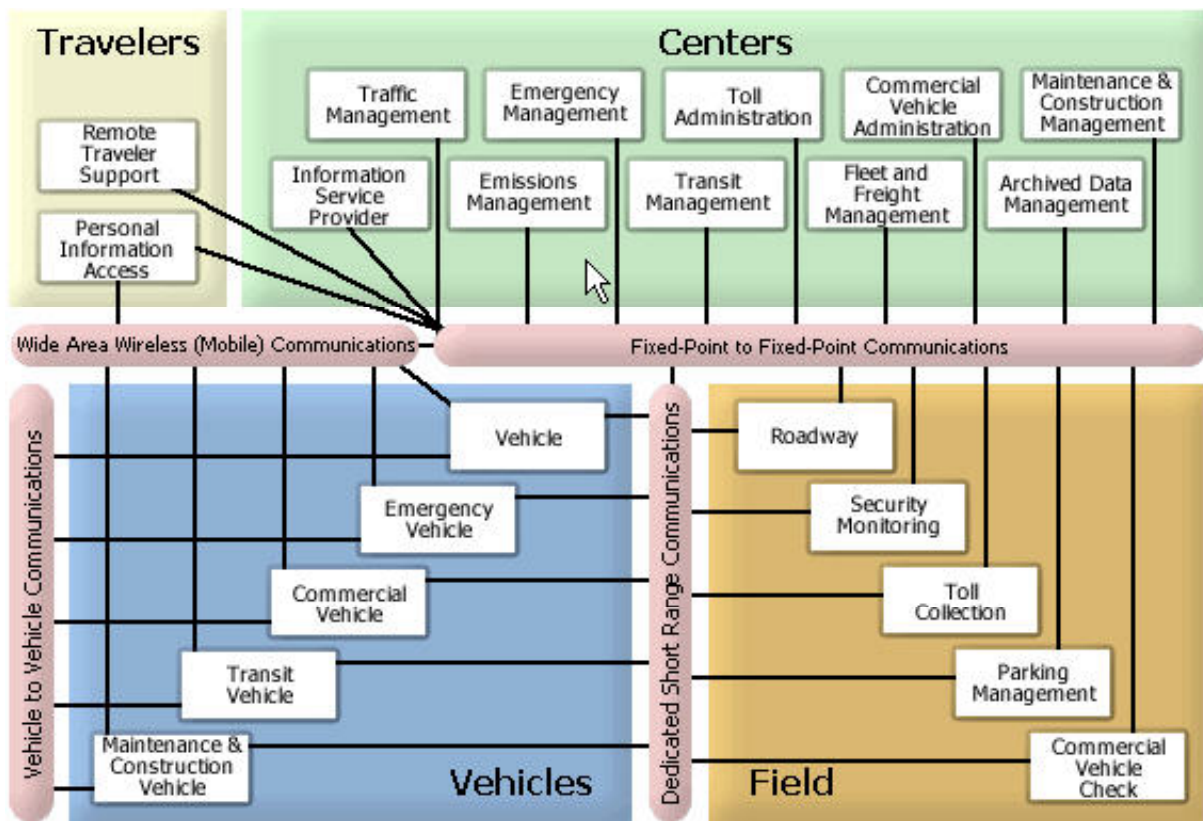 Travelers
Remote
Traveler
Support
Personal
Information
Access
Centers
Traffic
Management
Emergency
Management
Toll
Administration
Commercial
Vehicle
Administration
Maintenance &
Construction
Management
Information
Service
Provider
Emissions
Management
Transit
Management
Fleet and
Freight
Management
Archived Data
Management
Wide Area Wireless (Mobile) Communications
Fixed-Point to Fixed-Point Communications
Vehicle to Vehicle Communications
Vehicle
Emergency
Vehicle
Commercial
Vehicle
Transit
Vehicle
Maintenance &
Construction
Vehicle
Vehicles
Dedicated Short Range Communications
Roadway
Security
Monitoring
Toll
Collection
Parking
Management
Commercial
Vehicle
Check
Field